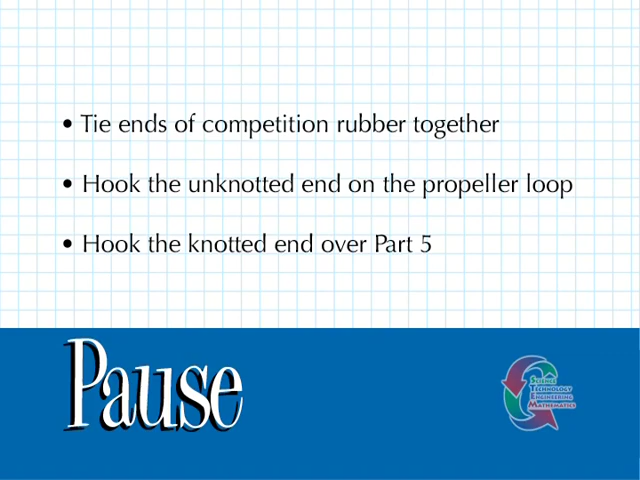 • Tie ends of competition rubber together
• Hook the unknotted end on the propeller loop
• Hook the knotted end over Part 5
Pause
Science
Technology
Engineering
Mathematics